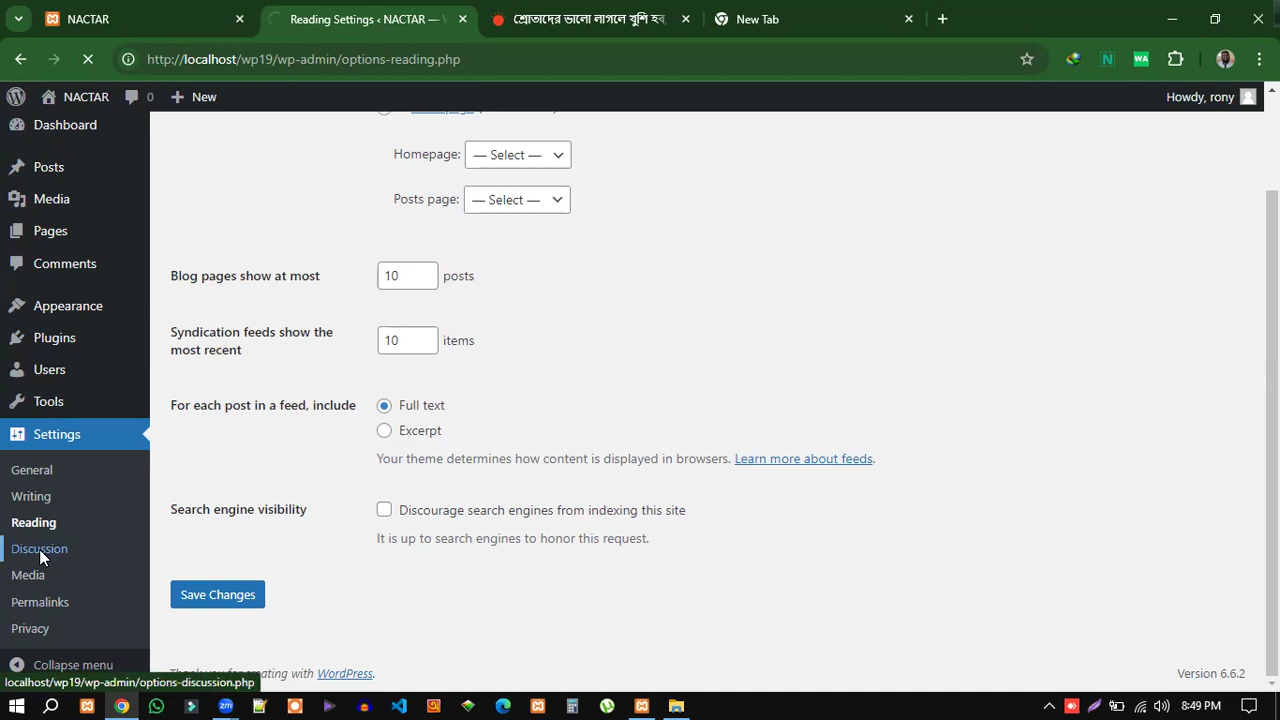 NACTAR
Reading Settings ‹ NACTAR — W
শ্রোতাদের ভালো লাগলে খুশি হব,
New Tab
http://localhost/wp19/wp-admin/options-reading.php
NACTAR
0
New
Howdy, rony
Dashboard
Posts
Media
Pages
Comments
Appearance
Plugins
Users
Tools
Settings
General
Writing
Reading
Discussion
Media
Permalinks
Privacy
Collapse menu
Homepage: — Select —
Posts page: — Select —
Blog pages show at most 10 posts
Syndication feeds show the
most recent 10 items
For each post in a feed, include Full text
Excerpt
Your theme determines how content is displayed in browsers. Learn more about feeds.
Search engine visibility Discourage search engines from indexing this site
It is up to search engines to honor this request.
Save Changes
Thank you for creating with WordPress.
Version 6.6.2
localhost/wp19/wp-admin/options-discussion.php
8:49 PM